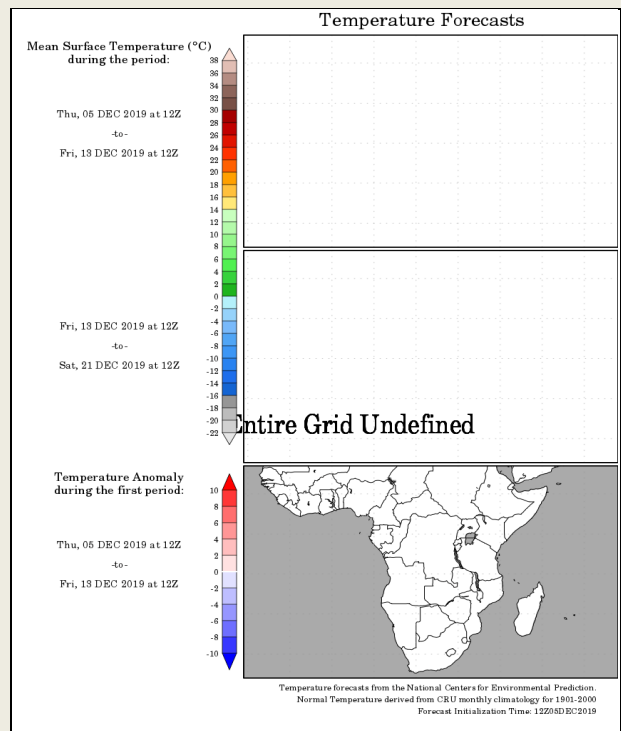 Temperature Forecasts
Mean Surface Temperature (°C)
during the period:
38
36
34
32
30
28
26
24
22
20
18
16
14
12
10
8
6
4
2
0
-2
-4
-6
-8
-10
-12
-14
-16
-18
-20
-22
Thu, 05 DEC 2019 at 12Z
-to-
Fri, 13 DEC 2019 at 12Z
Fri, 13 DEC 2019 at 12Z
-to-
Sat, 21 DEC 2019 at 12Z
Entire Grid Undefined
Temperature Anomaly
during the first period:
10
8
6
4
2
0
-2
-4
-6
-8
-10
Thu, 05 DEC 2019 at 12Z
-to-
Fri, 13 DEC 2019 at 12Z
Temperature forecasts from the National Centers for Environmental Prediction.
Normal Temperature derived from CRU monthly climatology for 1901-2000
Forecast Initialization Time: 12Z05DEC2019